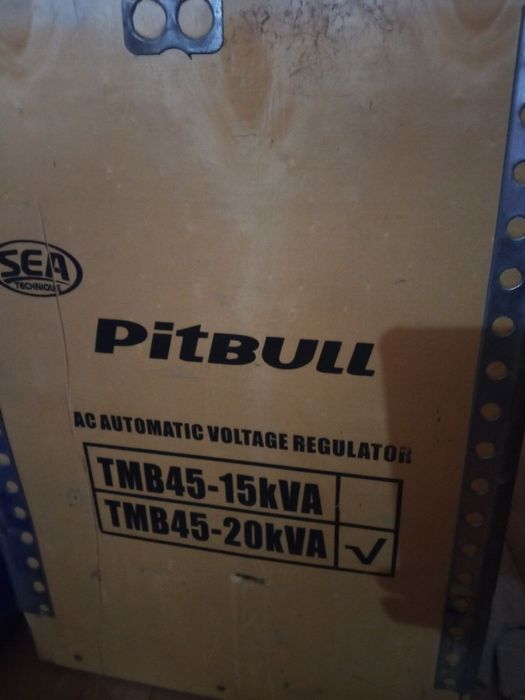 SEA
TECHNIQUE
PitBULL
AC AUTOMATIC VOLTAGE REGULATOR
TMB45-15kVA
TMB45-20kVA √